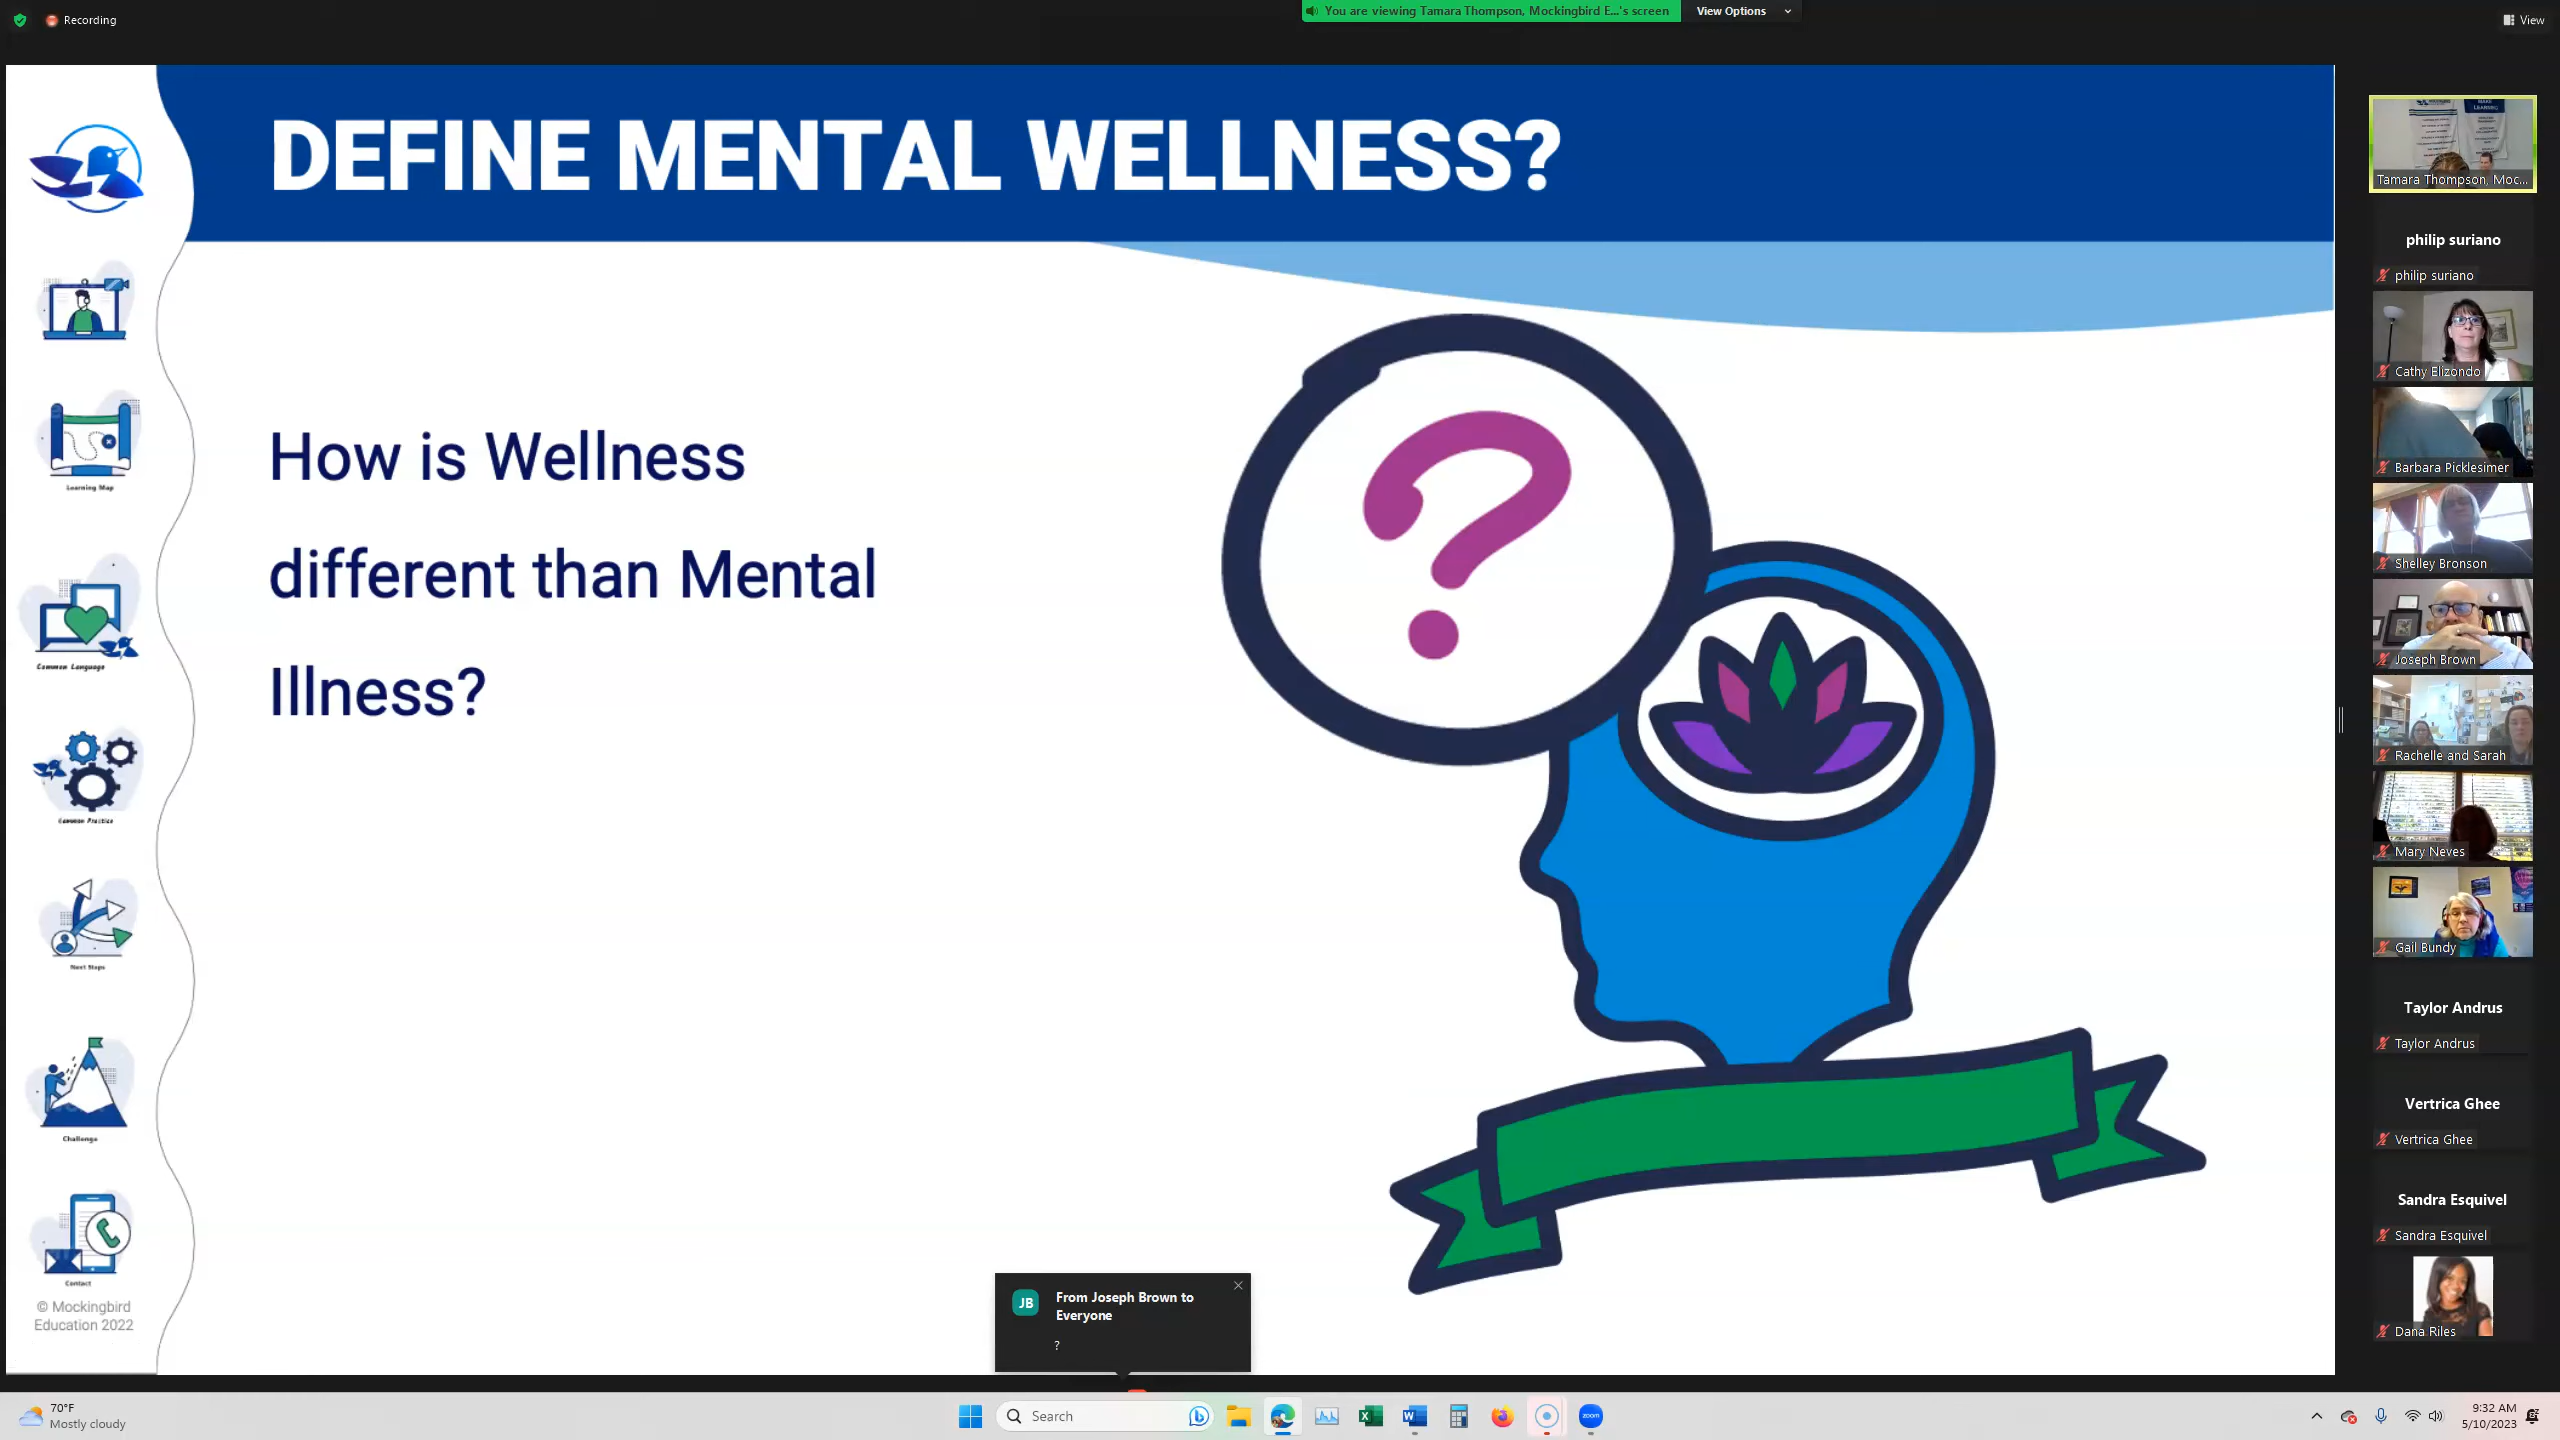 Recording
You are viewing Tamara Thompson, Mockingbird E...'s screen
View Options
View
DEFINE MENTAL WELLNESS?
How is Wellness
different than Mental
Illness?
Learning Map
Common Language
Common Practice
Next Steps
Challenge
Contact
© Mockingbird
Education 2022
Tamara Thompson, Moc...
philip suriano
philip suriano
Cathy Elizondo
Barbara Picklesimer
Shelley Bronson
Joseph Brown
Rachelle and Sarah
Mary Neves
Gail Bundy
Taylor Andrus
Taylor Andrus
Vertrica Ghee
Vertrica Ghee
Sandra Esquivel
Sandra Esquivel
Dana Riles
JB
From Joseph Brown to
Everyone
?
70°F
Mostly cloudy
Search
zoom
9:32 AM
5/10/2023